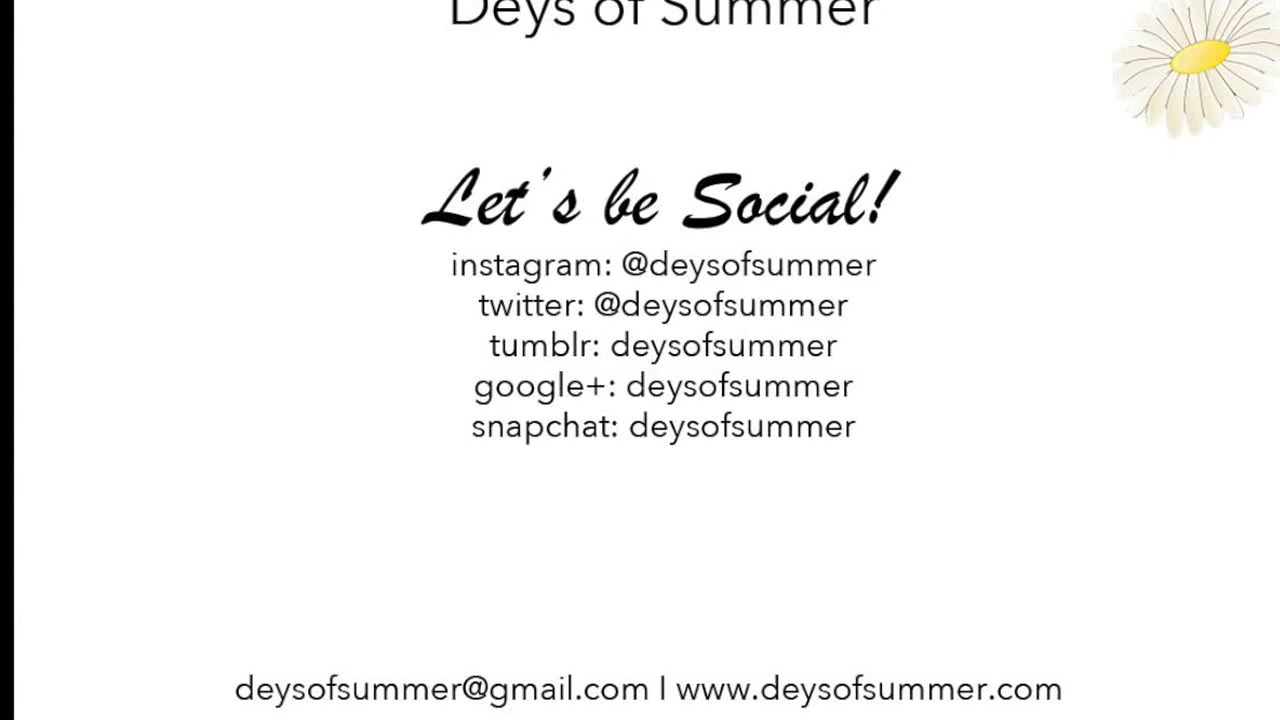 Deys of Summer
Let's be Social!
instagram: @deysofsummer
twitter: @deysofsummer
tumblr: deysofsummer
google+: deysofsummer
snapchat: deysofsummer
deysofsummer@gmail.com | www.deysofsummer.com